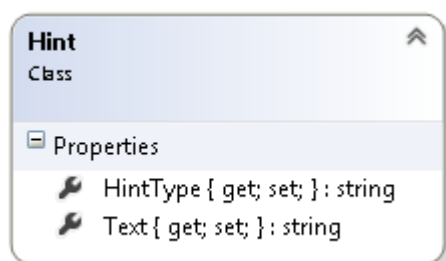 Hint
Class
Properties
HintType { get; set; } : string
Text { get; set; } : string